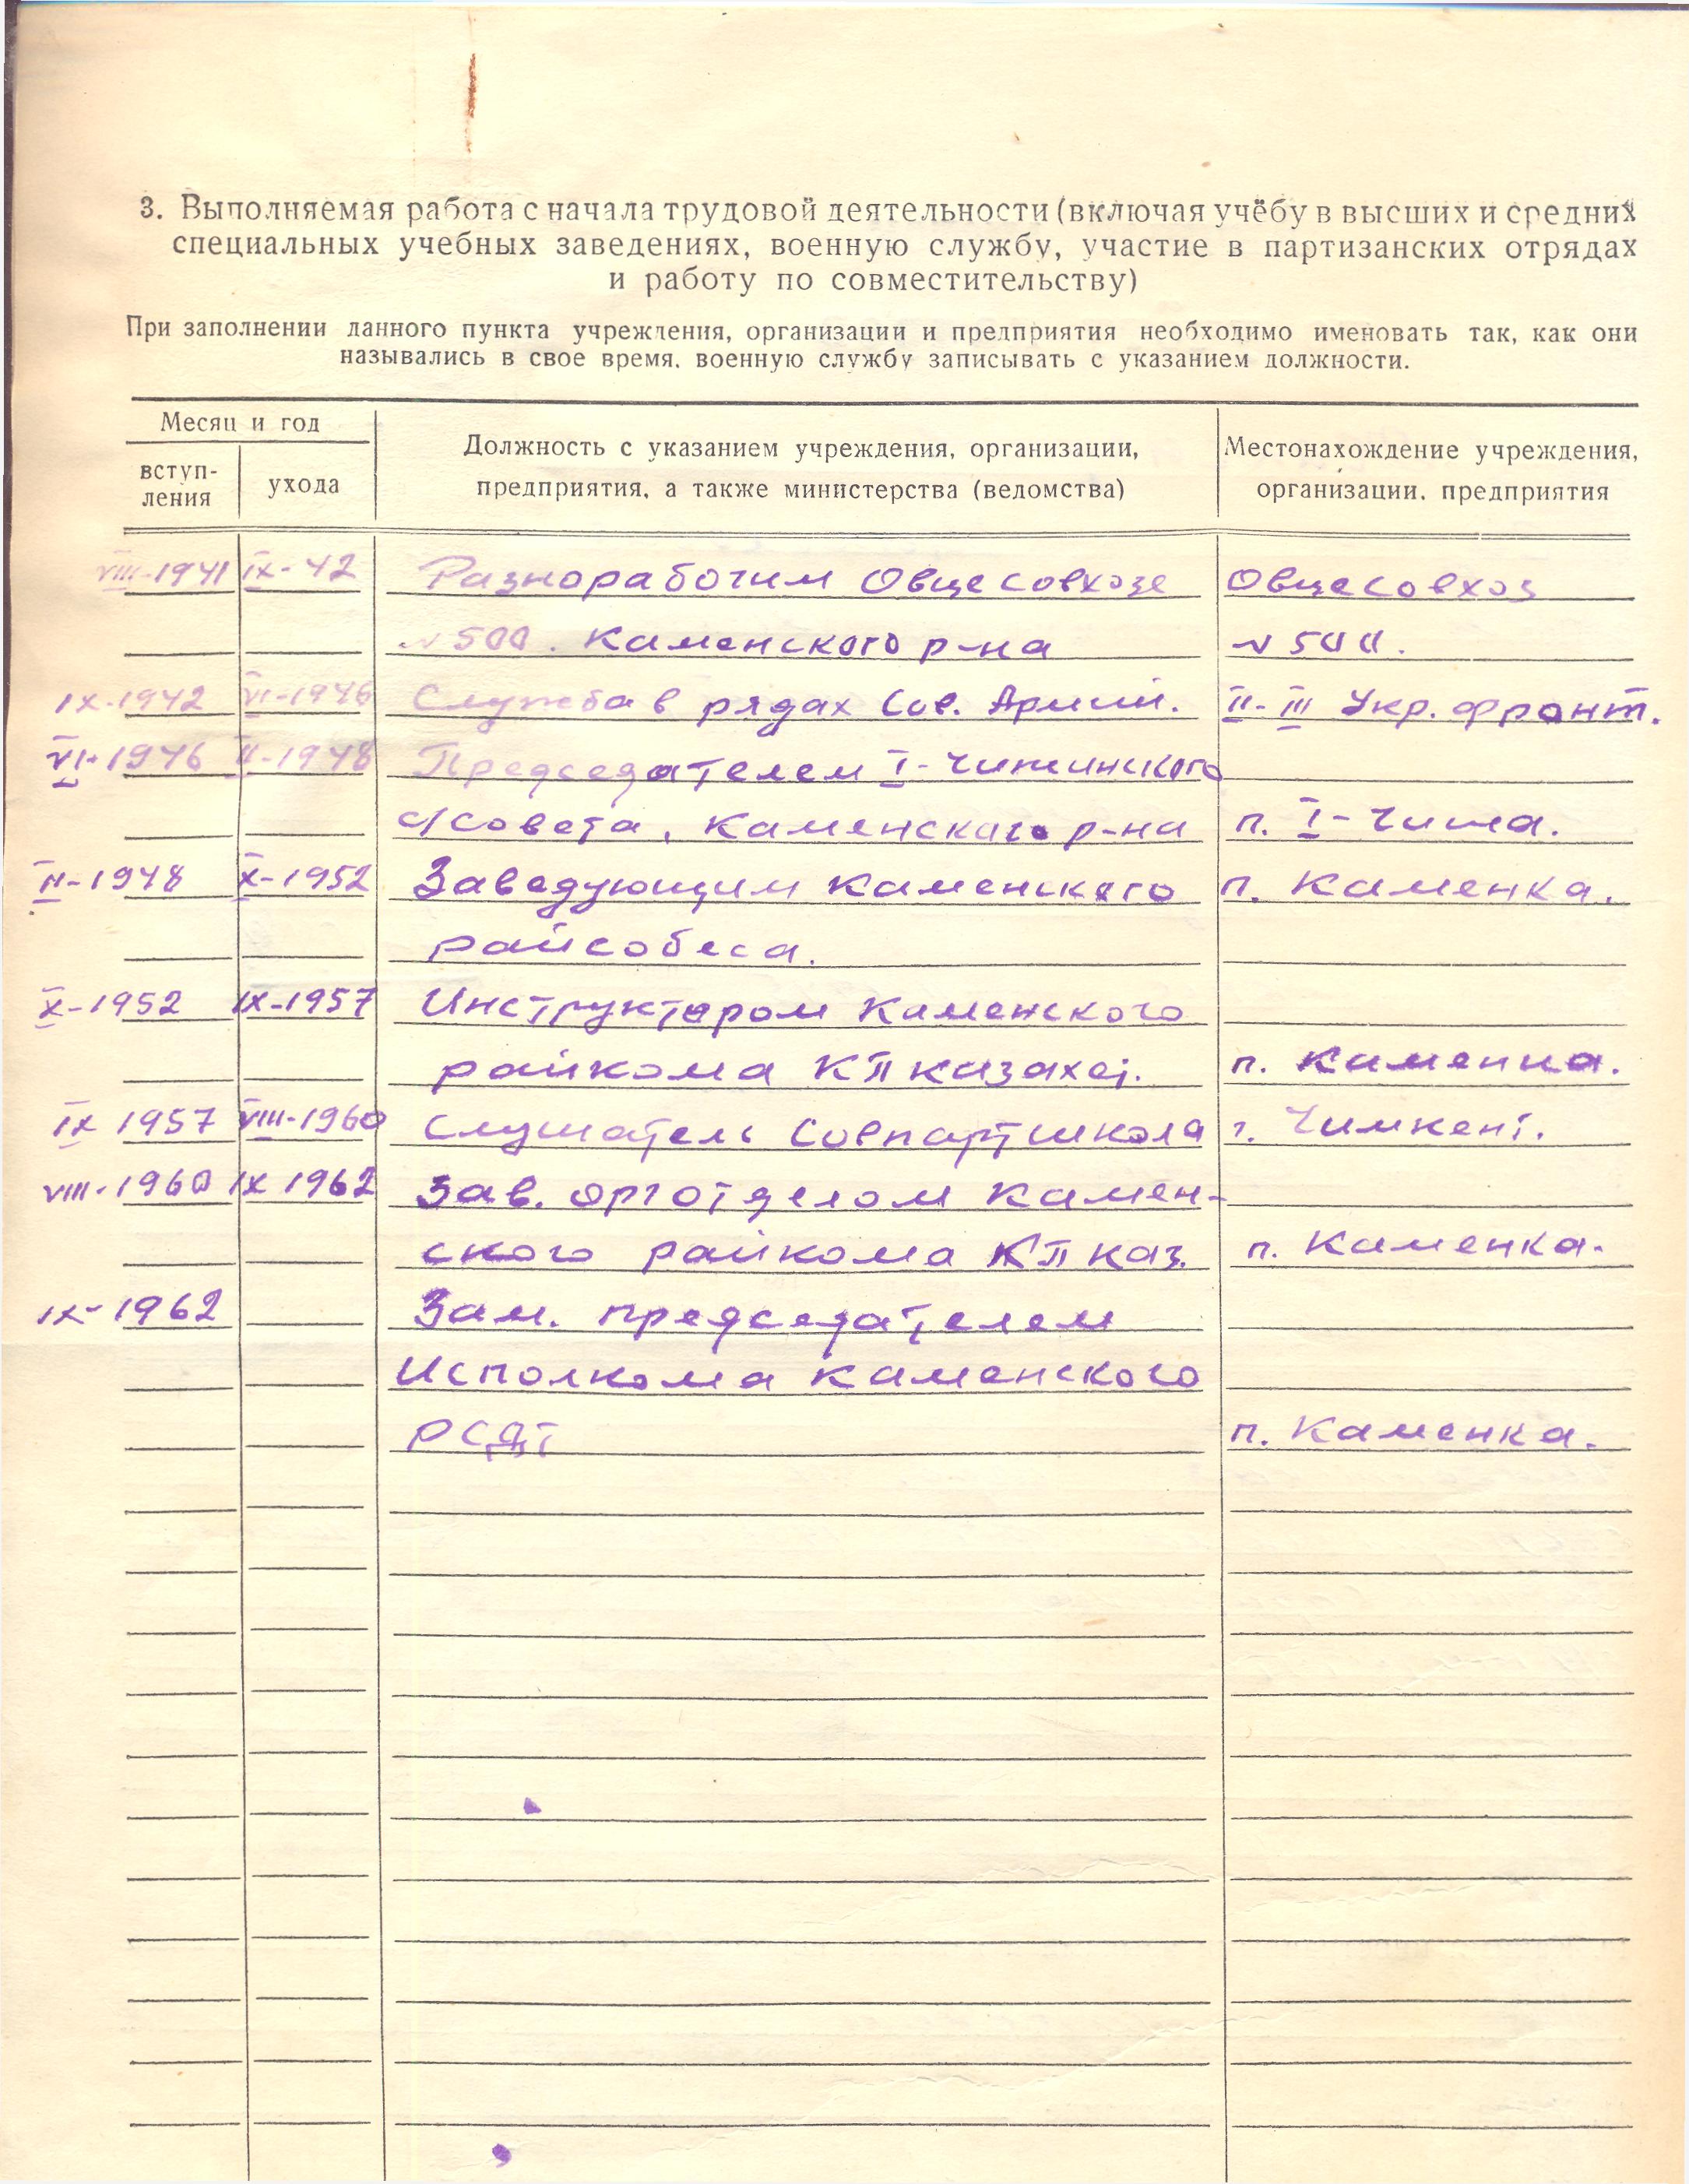 3. Выполняемая работа с начала трудовой деятельности (включая учёбу в высших и средних
специальных учебных заведениях, военную службу, участие в партизанских отрядах
и работу по совместительству)
При заполнении данного пункта учреждения, организации и предприятия необходимо именовать так, как они
назывались в свое время, военную службу записывать с указанием должности.
Месяц и год
вступ-
ления
ухода
Должность с указанием учреждения, организации,
предприятия, а также министерства (ведомства)
Местонахождение учреждения,
организации, предприятия
VIII-1941 IX-42 Разнорабочим Овцесовхозе Овцесовхоз
№ 500. Каменского р-на № 500.
IX-1942 VI-1946 Служба в рядах Сов. Армии. II-III Укр. фронт.
VI-1946 II-1948 Председателем I-Читинского
с/совета, Каменского р-на п. I-Чита.
II-1948 X-1952 Заведующим Каменского п. Каменка.
райсобеса.
X-1952 IX-1957 Инструктором Каменского
райкома КП Казахст. п. Каменка.
IX 1957 VIII-1960 Слушатель Совпартшкола г. Чимкент.
VIII-1960 IX 1962 Зав. орготделом Камен-
ского райкома КП Каз. п. Каменка.
IX-1962 Зам. председателем
Исполкома Каменского
РСДТ п. Каменка.